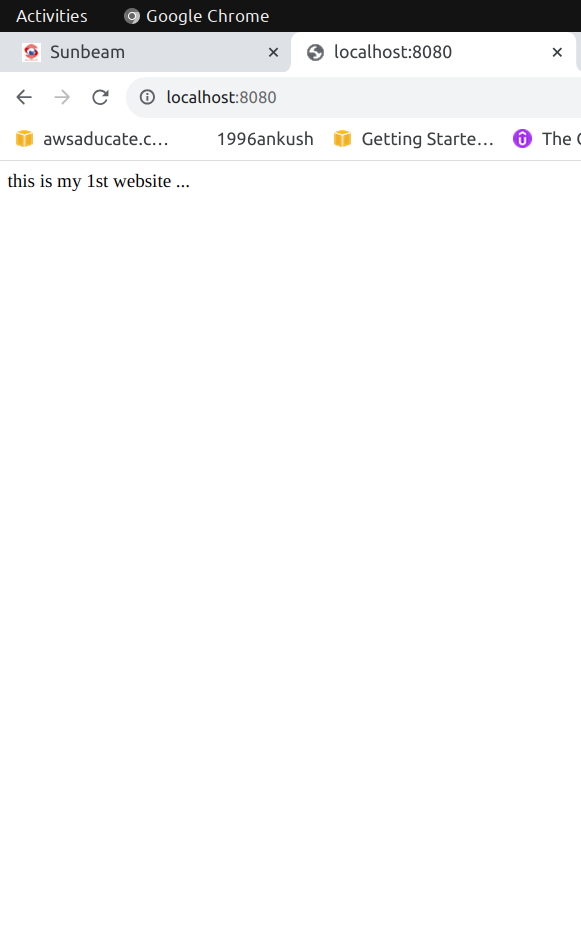 Activities Google Chrome
Sunbeam localhost:8080
localhost:8080
awsaducate.c... 1996ankush Getting Starte... The
this is my 1st website ...